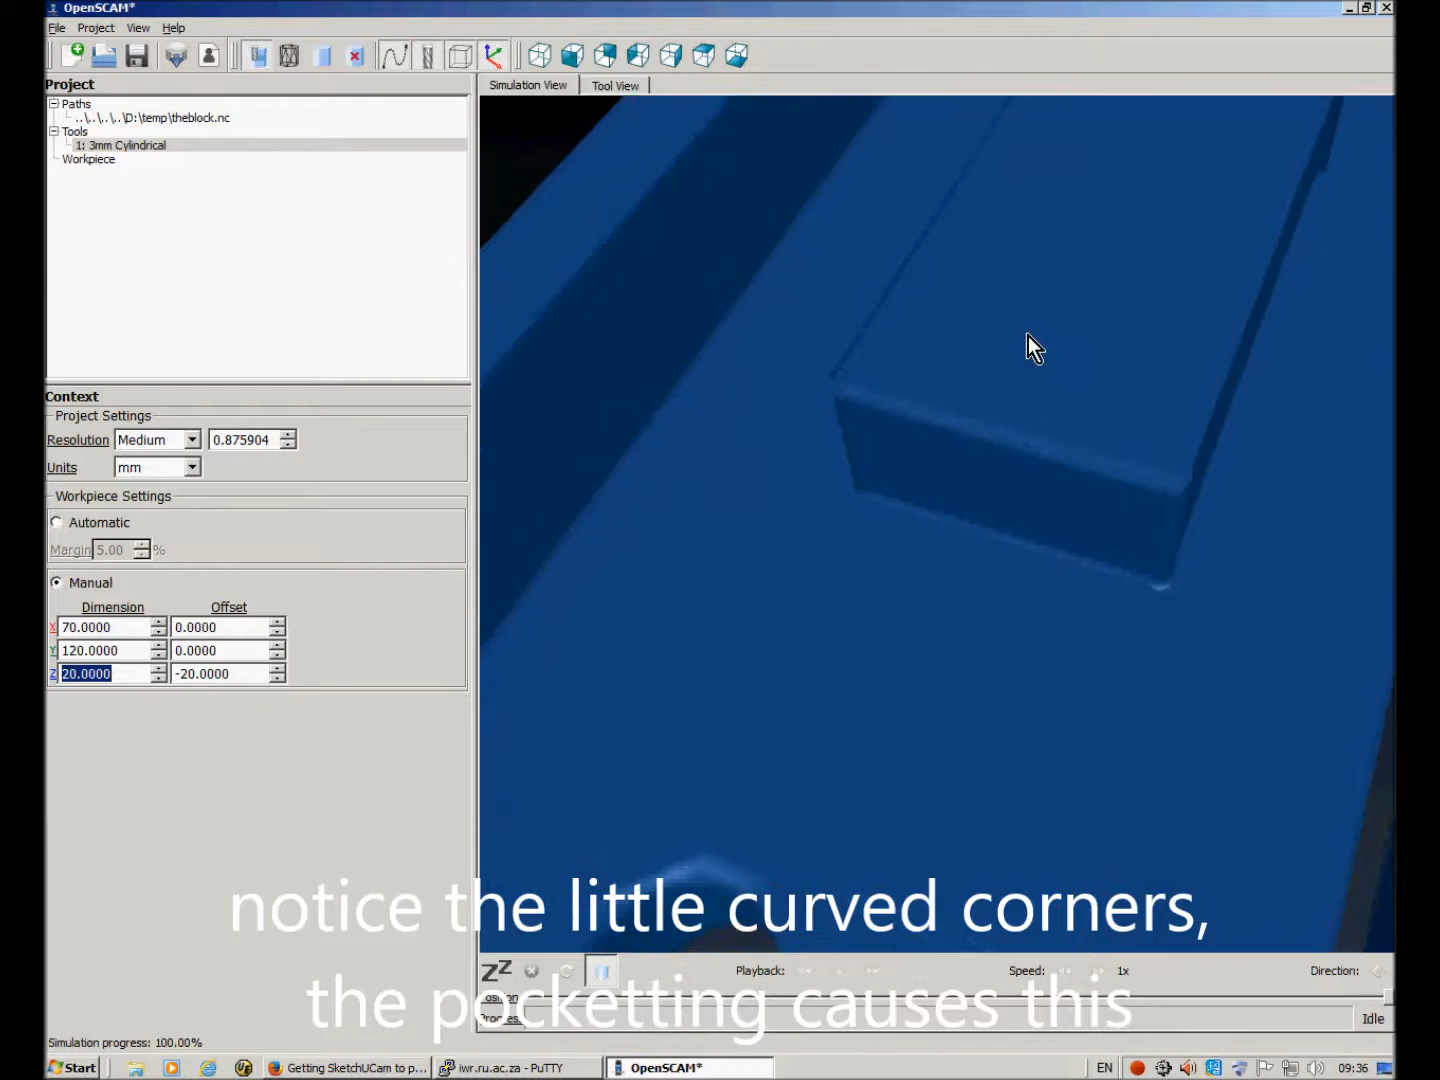 OpenSCAM*
File Project View Help
Project
Simulation View Tool View
Paths
..\..\..\..\D:\temp\theblock.nc
Tools
1: 3mm Cylindrical
Workpiece
Context
Project Settings
Resolution Medium 0.875904
Units mm
Workpiece Settings
Automatic
Margin 5.00 %
Manual
Dimension Offset
X 70.0000 0.0000
Y 120.0000 0.0000
Z 20.0000 -20.0000
notice the little curved corners,
Playback: Speed: 1x Direction:
the pocketting causes this
Position
Progress Idle
Simulation progress: 100.00%
Start Getting SketchUCam to p... iwr.ru.ac.za - PuTTY OpenSCAM* EN 09:36